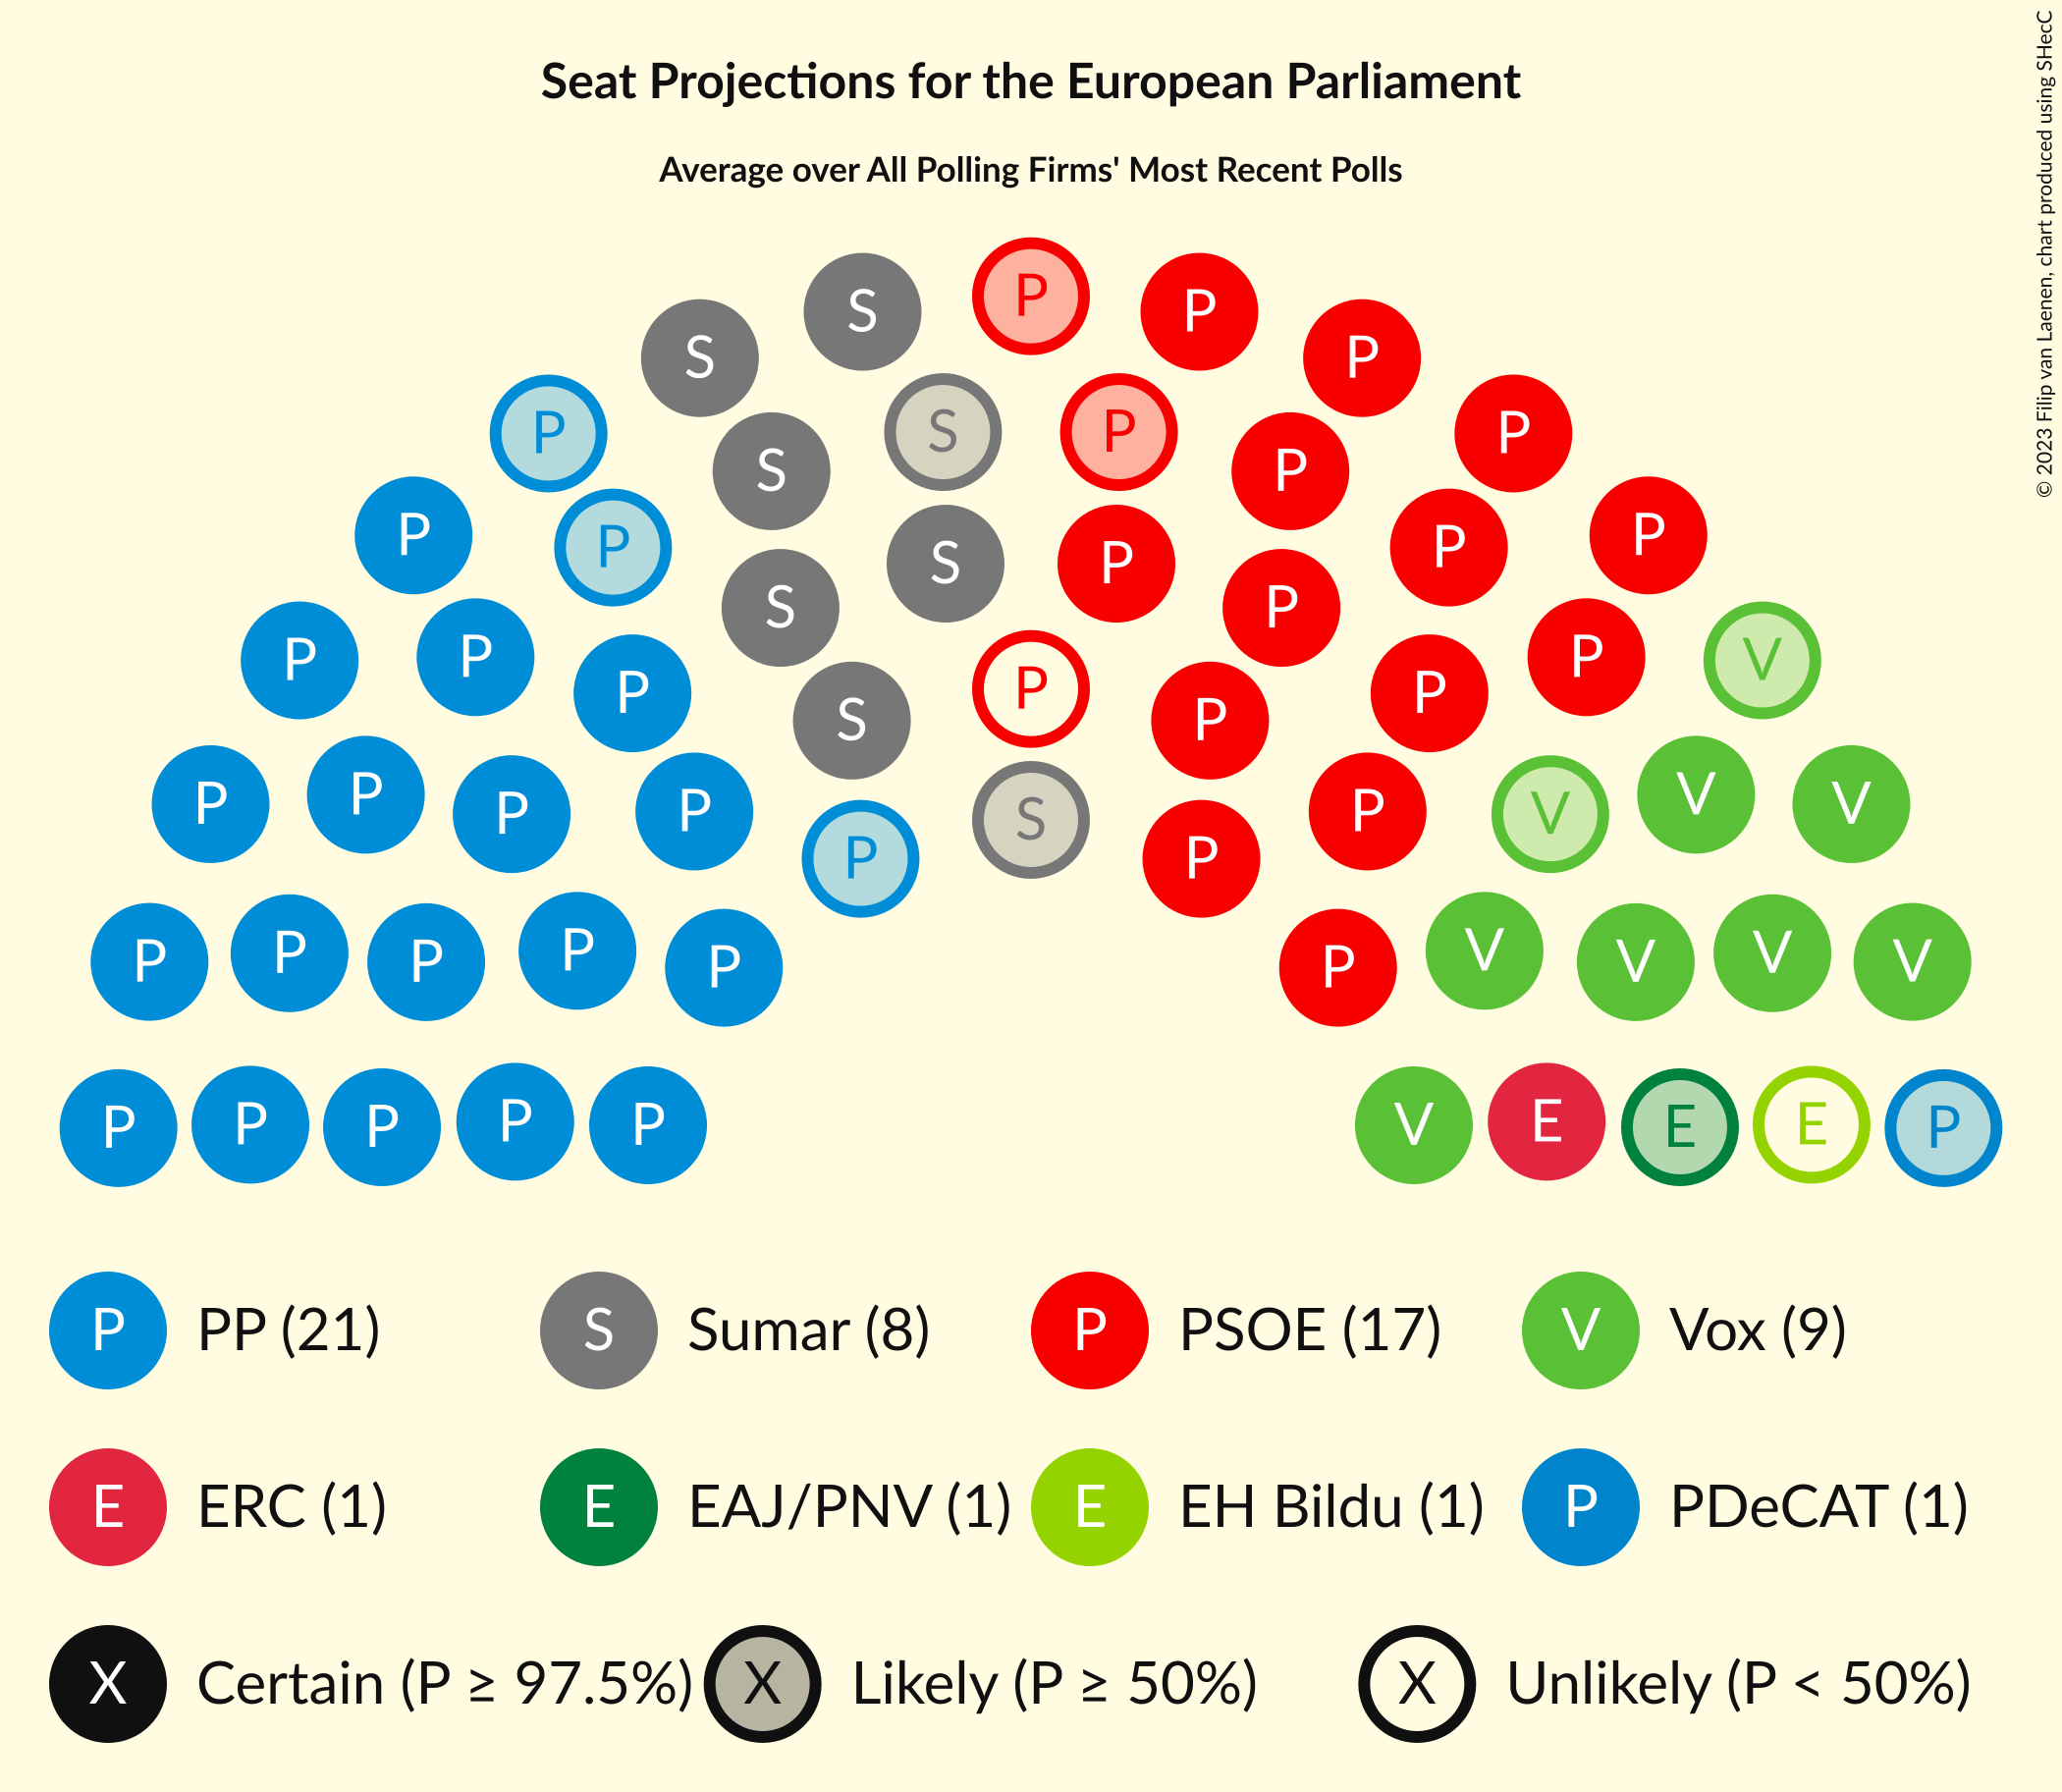 Seat Projections for the European Parliament
Average over All Polling Firms' Most Recent Polls
© 2023 Filip van Laenen, chart produced using SHecC
P
S P
S P
P S P P
S P
P P P P
S P
S P
P P P V
P P P
S P
P P V V
P P S P V
P P
P P P P P P V V V V
P P P P P V E E E P
P PP (21) S Sumar (8) P PSOE (17) V Vox (9)
E ERC (1) E EAJ/PNV (1) E EH Bildu (1) P PDeCAT (1)
X Certain (P ≥ 97.5%) X Likely (P ≥ 50%) X Unlikely (P < 50%)